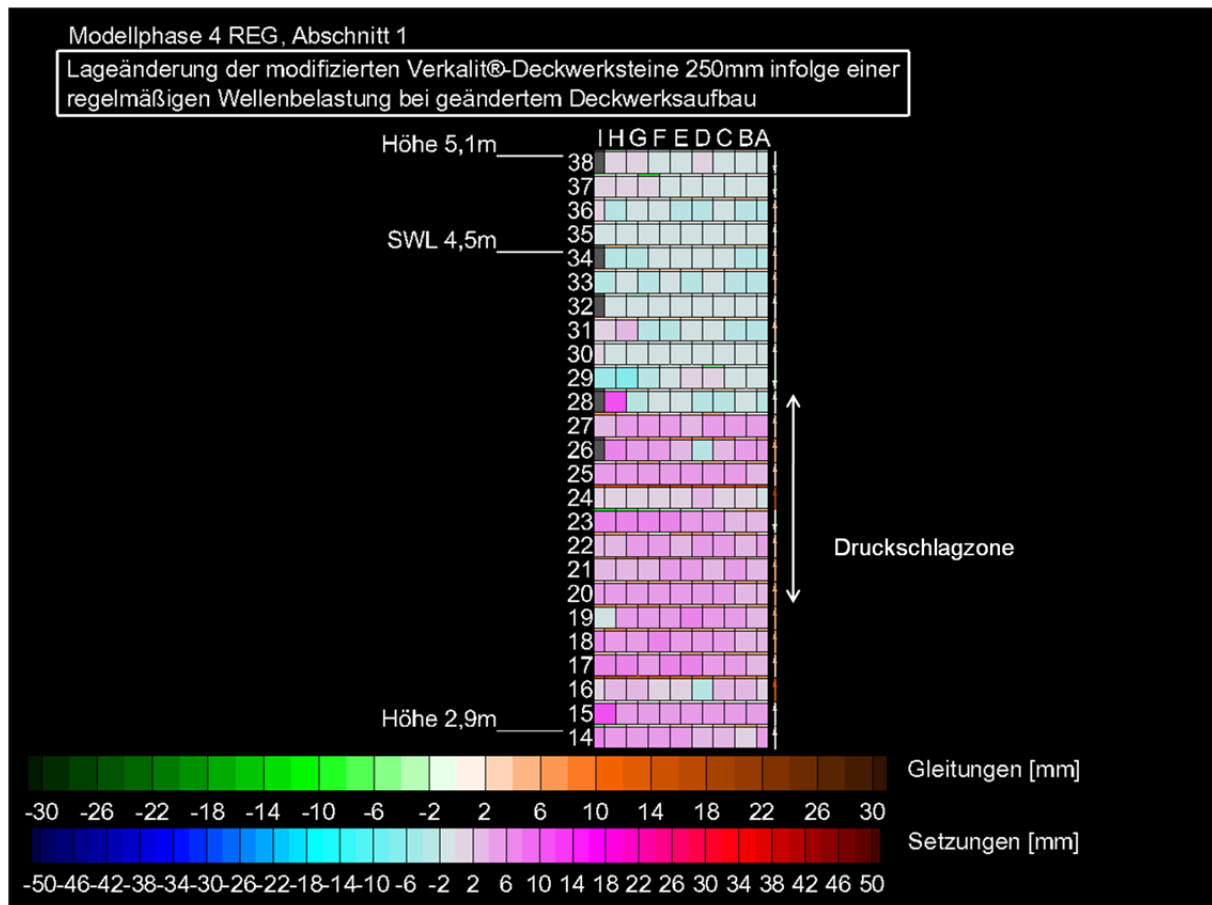 Modellphase 4 REG, Abschnitt 1
Lageänderung der modifizierten Verkalit®-Deckwerksteine 250mm infolge einer
regelmäßigen Wellenbelastung bei geändertem Deckwerksaufbau
I H G F E D C B A
Höhe 5,1m
38
37
36
35
SWL 4,5m
34
33
32
31
30
29
28
27
26
25
24
23
22
Druckschlagzone
21
20
19
18
17
16
15
Höhe 2,9m
14
Gleitungen [mm]
-30 -26 -22 -18 -14 -10 -6 -2 2 6 10 14 18 22 26 30
Setzungen [mm]
-50 -46 -42 -38 -34 -30 -26 -22 -18 -14 -10 -6 -2 2 6 10 14 18 22 26 30 34 38 42 46 50